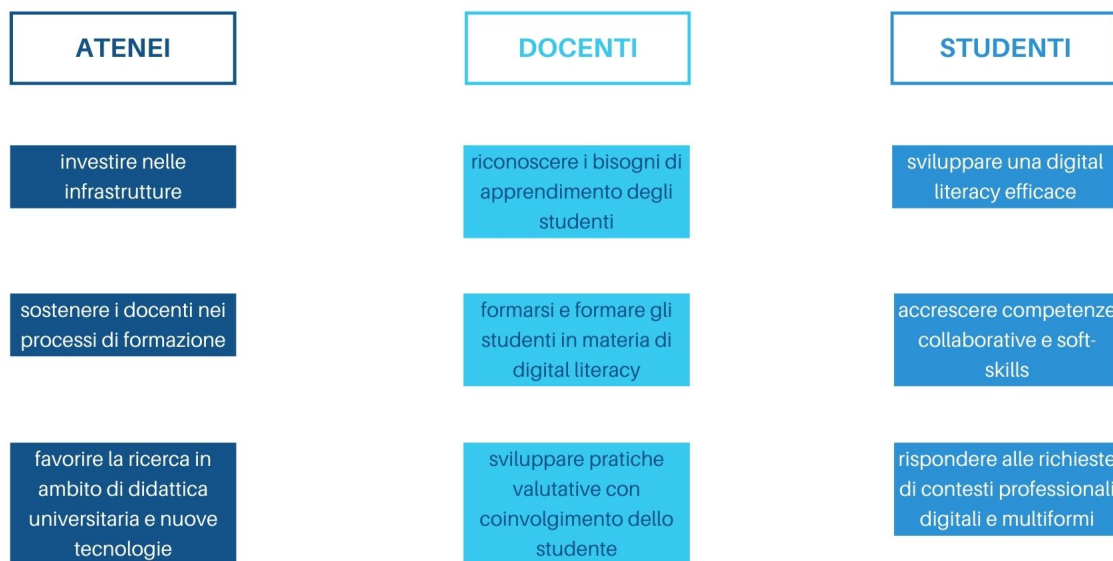 ATENEI
investire nelle
infrastrutture
sostenere i docenti nei
processi di formazione
favorire la ricerca in
ambito di didattica
universitaria e nuove
tecnologie
DOCENTI
riconoscere i bisogni di
apprendimento degli
studenti
formarsi e formare gli
studenti in materia di
digital literacy
sviluppare pratiche
valutative con
coinvolgimento dello
studente
STUDENTI
sviluppare una digital
literacy efficace
accrescere competenze
collaborative e soft-
skills
rispondere alle richieste
di contesti professionali
digitali e multiformi